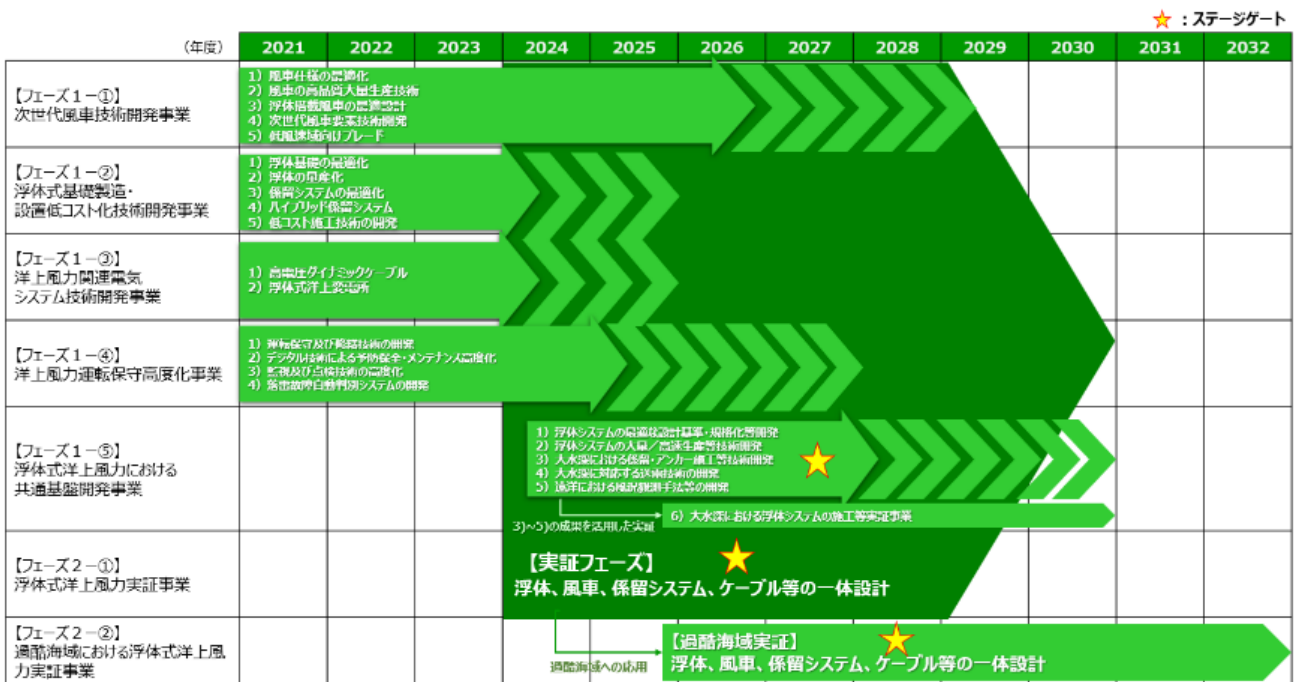 ★：ステージゲート
（年度） 2021 2022 2023 2024 2025 2026 2027 2028 2029 2030 2031 2032
【フェーズ１－①】
次世代風車技術開発事業
1）風車仕様の最適化
2）風車の高品質大量生産技術
3）浮体搭載風車の最適設計
4）次世代風車要素技術開発
5）低風速域向けブレード
【フェーズ１－②】
浮体式基礎製造・
設置低コスト化技術開発事業
1）浮体基礎の最適化
2）浮体の量産化
3）係留システムの最適化
4）ハイブリッド係留システム
5）低コスト施工技術の開発
【フェーズ１－③】
洋上風力関連電気
システム技術開発事業
1）高電圧ダイナミックケーブル
2）浮体式洋上変電所
【フェーズ１－④】
洋上風力運転保守高度化事業
1）運転保守及び修理技術の開発
2）デジタル技術による予防保全・メンテナンス高度化
3）監視及び点検技術の高度化
4）落雷故障自動判別システムの開発
【フェーズ１－⑤】
浮体式洋上風力における
共通基盤開発事業
1）浮体システムの最適な設計基準・規格化等開発
2）浮体システムの大量／高速生産等技術開発
3）大水深における係留・アンカー施工等技術開発
4）大水深に対応する送電技術の開発
5）遠洋における風況観測手法等の開発
3)～5)の成果を活用した実証
6）大水深における浮体システムの施工等実証事業
【フェーズ２－①】
浮体式洋上風力実証事業
【実証フェーズ】
浮体、風車、係留システム、ケーブル等の一体設計
【フェーズ２－②】
過酷海域における浮体式洋上風
力実証事業
過酷海域への応用
【過酷海域実証】
浮体、風車、係留システム、ケーブル等の一体設計